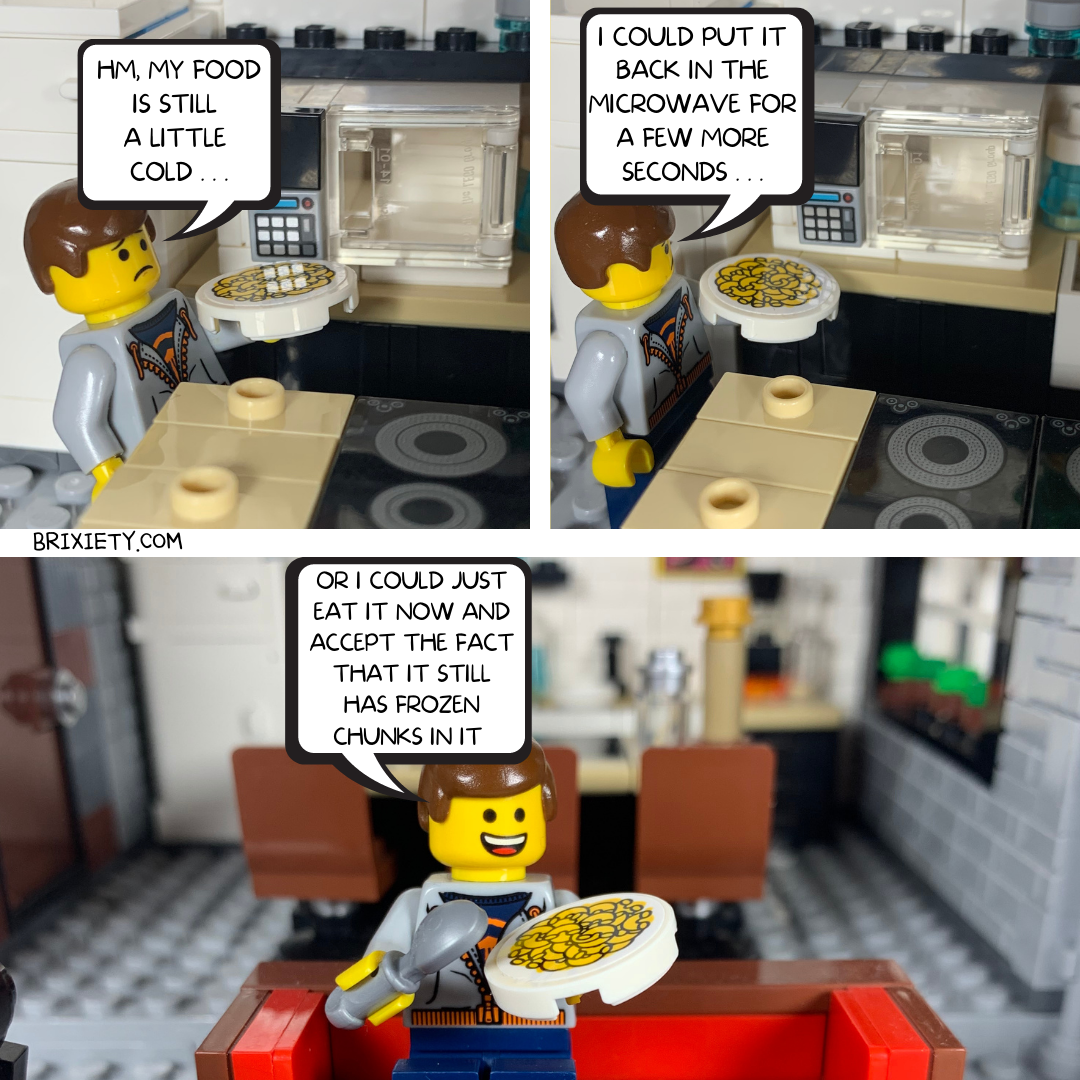 HM, MY FOOD
IS STILL
A LITTLE
COLD . . .
I COULD PUT IT
BACK IN THE
MICROWAVE FOR
A FEW MORE
SECONDS . . .
BRIXIETY.COM
OR I COULD JUST
EAT IT NOW AND
ACCEPT THE FACT
THAT IT STILL
HAS FROZEN
CHUNKS IN IT